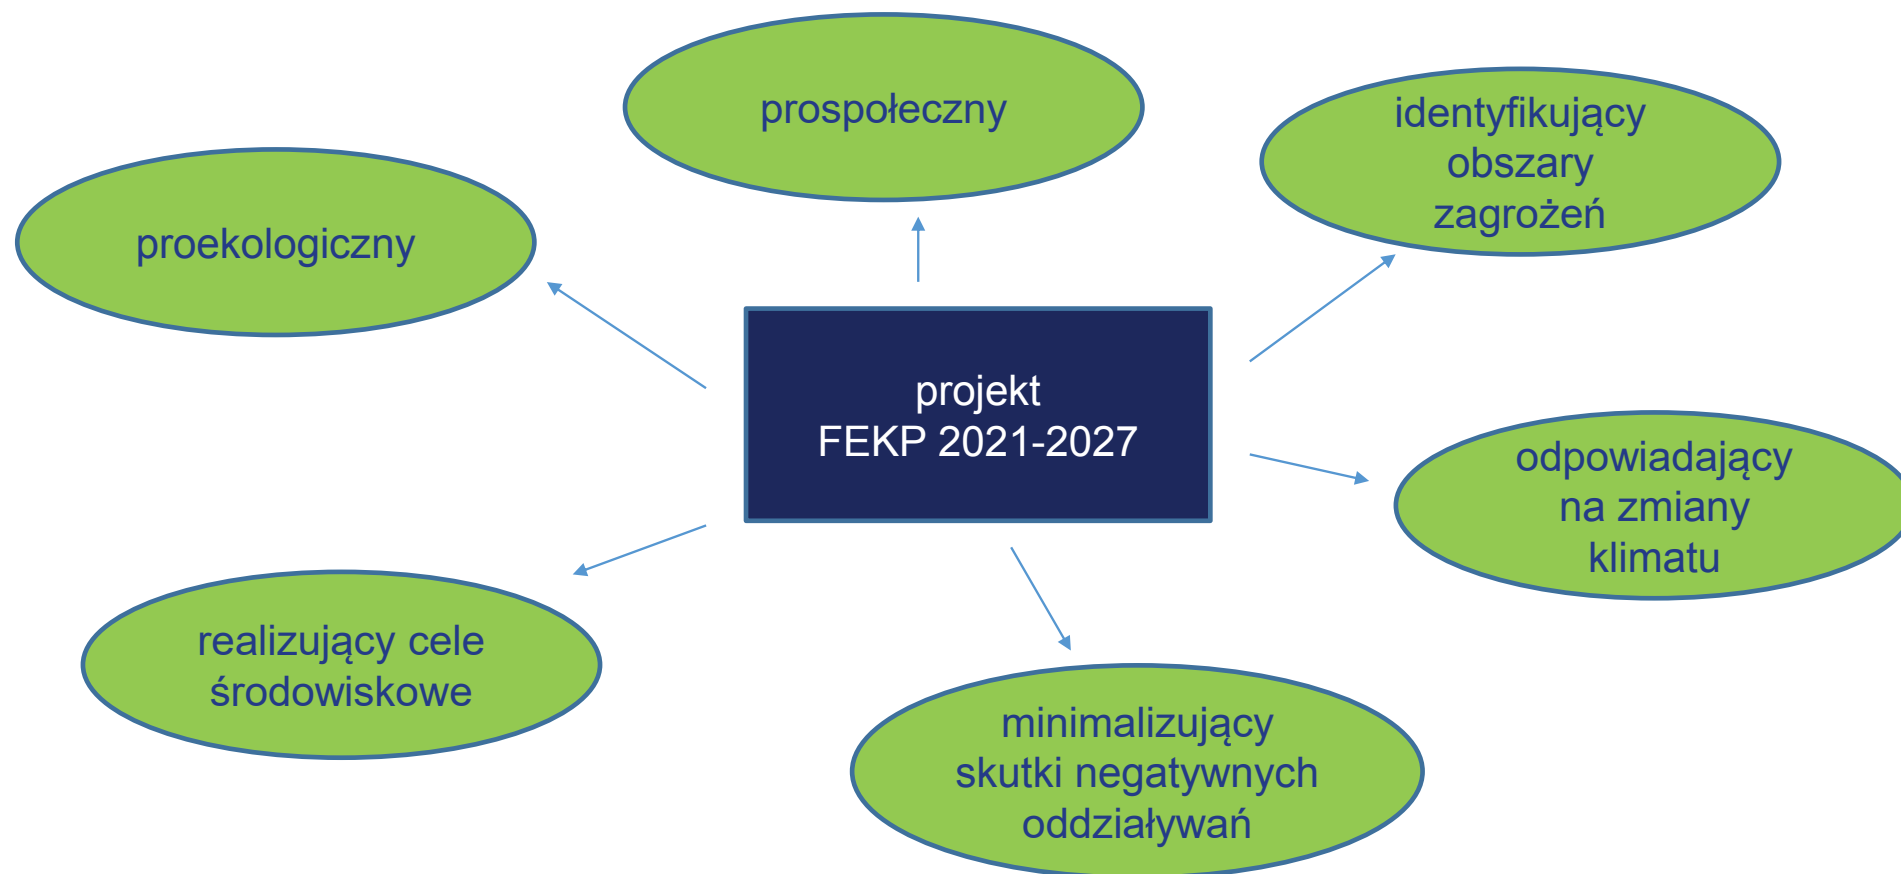 prospołeczny
identyfikujący
obszary
zagrożeń
proekologiczny
projekt
FEKP 2021-2027
odpowiadający
na zmiany
klimatu
realizujący cele
środowiskowe
minimalizujący
skutki negatywnych
oddziaływań